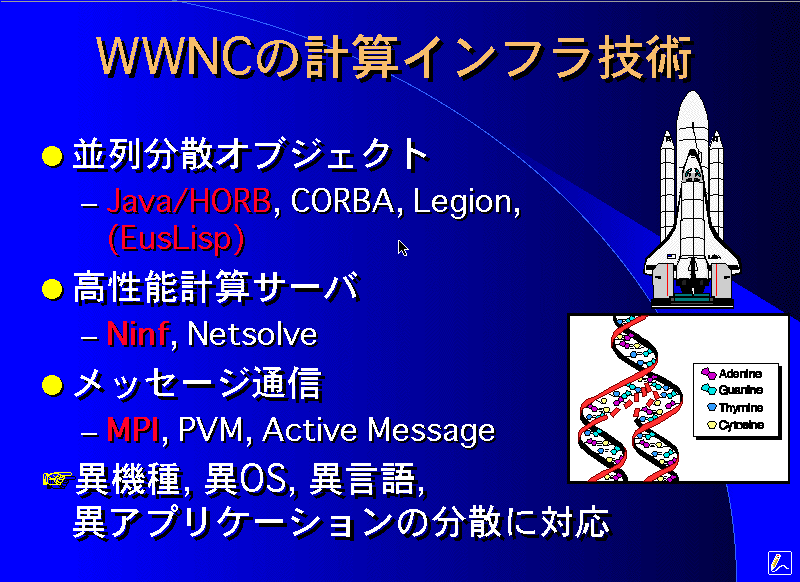 WWNCの計算インフラ技術
並列分散オブジェクト
– Java/HORB, CORBA, Legion,
(EusLisp)
高性能計算サーバ
– Ninf, Netsolve
メッセージ通信
– MPI, PVM, Active Message
☞異機種, 異OS, 異言語,
異アプリケーションの分散に対応
Adenine
Guanine
Thymine
Cytosine